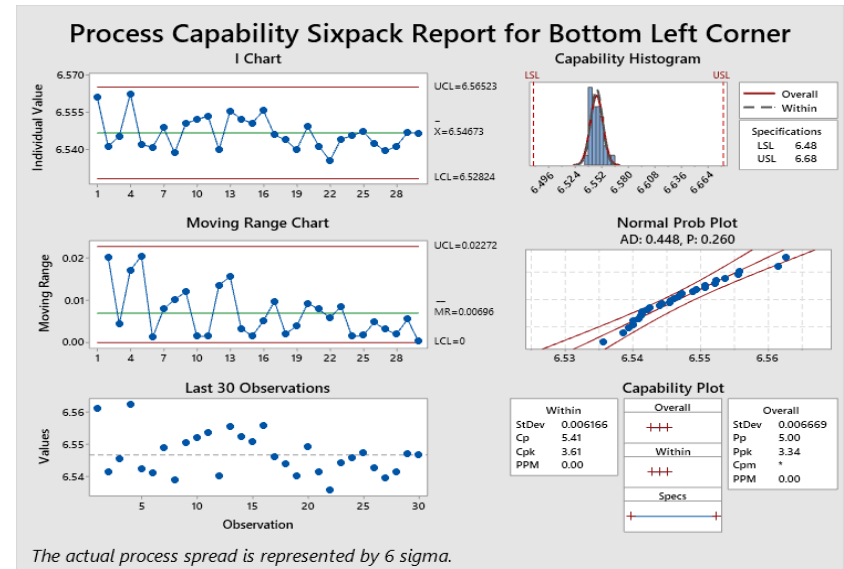 Process Capability Sixpack Report for Bottom Left Corner
I Chart
Individual Value
6.570
6.555
6.540
1 4 7 10 13 16 19 22 25 28
UCL=6.56523
_
X=6.54673
LCL=6.52824
Capability Histogram
LSL USL
6.496 6.524 6.552 6.580 6.608 6.636 6.664
Overall
Within
Specifications
LSL 6.48
USL 6.68
Moving Range Chart
Moving Range
0.02
0.01
0.00
1 4 7 10 13 16 19 22 25 28
UCL=0.02272
__
MR=0.00696
LCL=0
Normal Prob Plot
AD: 0.448, P: 0.260
6.53 6.54 6.55 6.56
Last 30 Observations
Values
6.56
6.55
6.54
5 10 15 20 25 30
Observation
Capability Plot
Within
StDev 0.006166
Cp 5.41
Cpk 3.61
PPM 0.00
Overall
Within
Specs
Overall
StDev 0.006669
Pp 5.00
Ppk 3.34
Cpm *
PPM 0.00
The actual process spread is represented by 6 sigma.